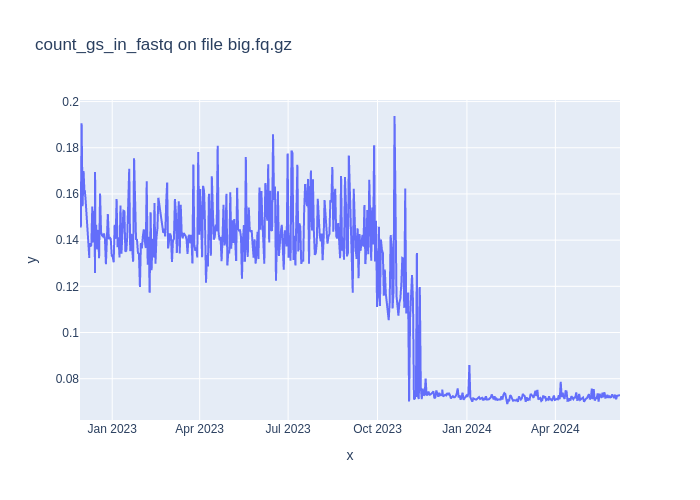 count_gs_in_fastq on file big.fq.gz
0.2
0.18
0.16
0.14
0.12
0.1
0.08
y
Jan 2023 Apr 2023 Jul 2023 Oct 2023 Jan 2024 Apr 2024
x